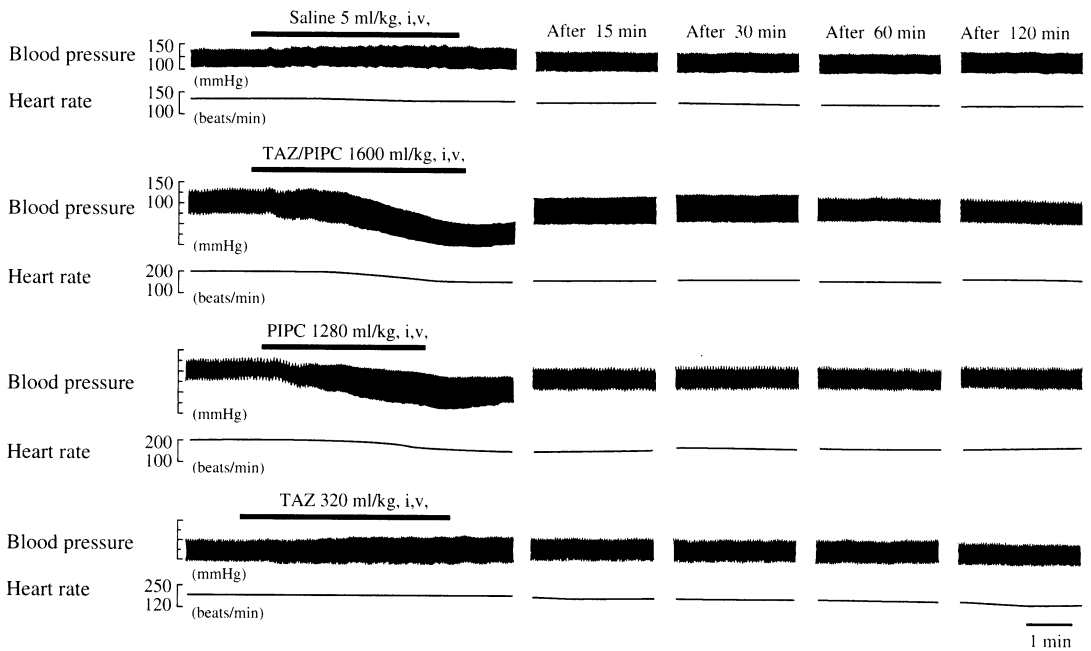 Saline 5 ml/kg, i,v,
After 15 min
After 30 min
After 60 min
After 120 min
Blood pressure
150
100
(mmHg)
Heart rate
150
100
(beats/min)
TAZ/PIPC 1600 ml/kg, i,v,
Blood pressure
150
100
(mmHg)
Heart rate
200
100
(beats/min)
PIPC 1280 ml/kg, i,v,
Blood pressure
(mmHg)
Heart rate
200
100
(beats/min)
TAZ 320 ml/kg, i,v,
Blood pressure
(mmHg)
Heart rate
250
120
(beats/min)
1 min